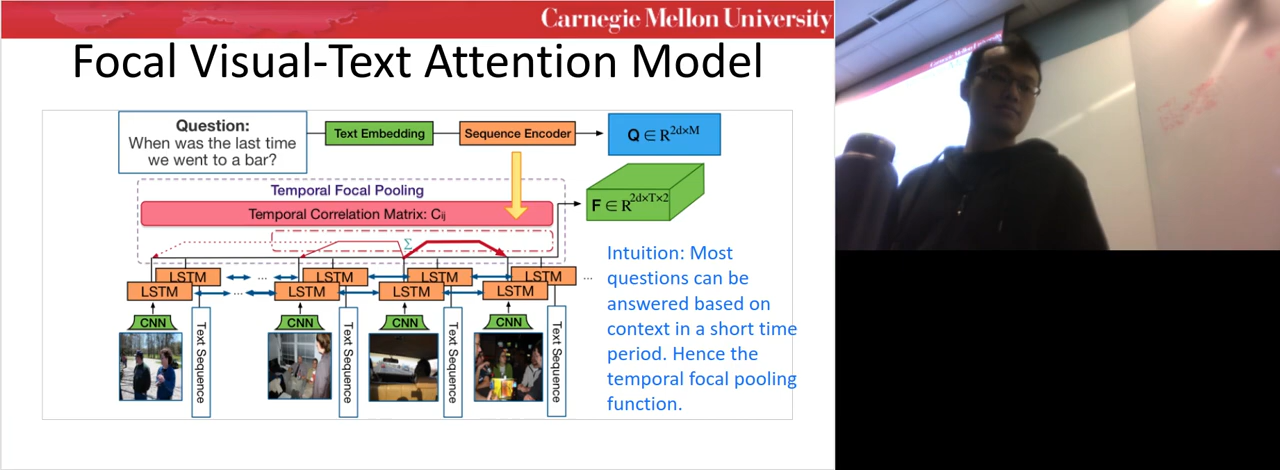 Carnegie Mellon University
Focal Visual-Text Attention Model
Question:
When was the last time
we went to a bar?
Text Embedding
Sequence Encoder
Q ∈ R^{2d×M}
Temporal Focal Pooling
Temporal Correlation Matrix: Cij
F ∈ R^{2d×T×2}
Σ
LSTM
...
LSTM
LSTM
LSTM
...
LSTM
...
LSTM
LSTM
LSTM
CNN
CNN
CNN
CNN
Text Sequence
Text Sequence
Text Sequence
Text Sequence
Intuition: Most
questions can be
answered based on
context in a short time
period. Hence the
temporal focal pooling
function.